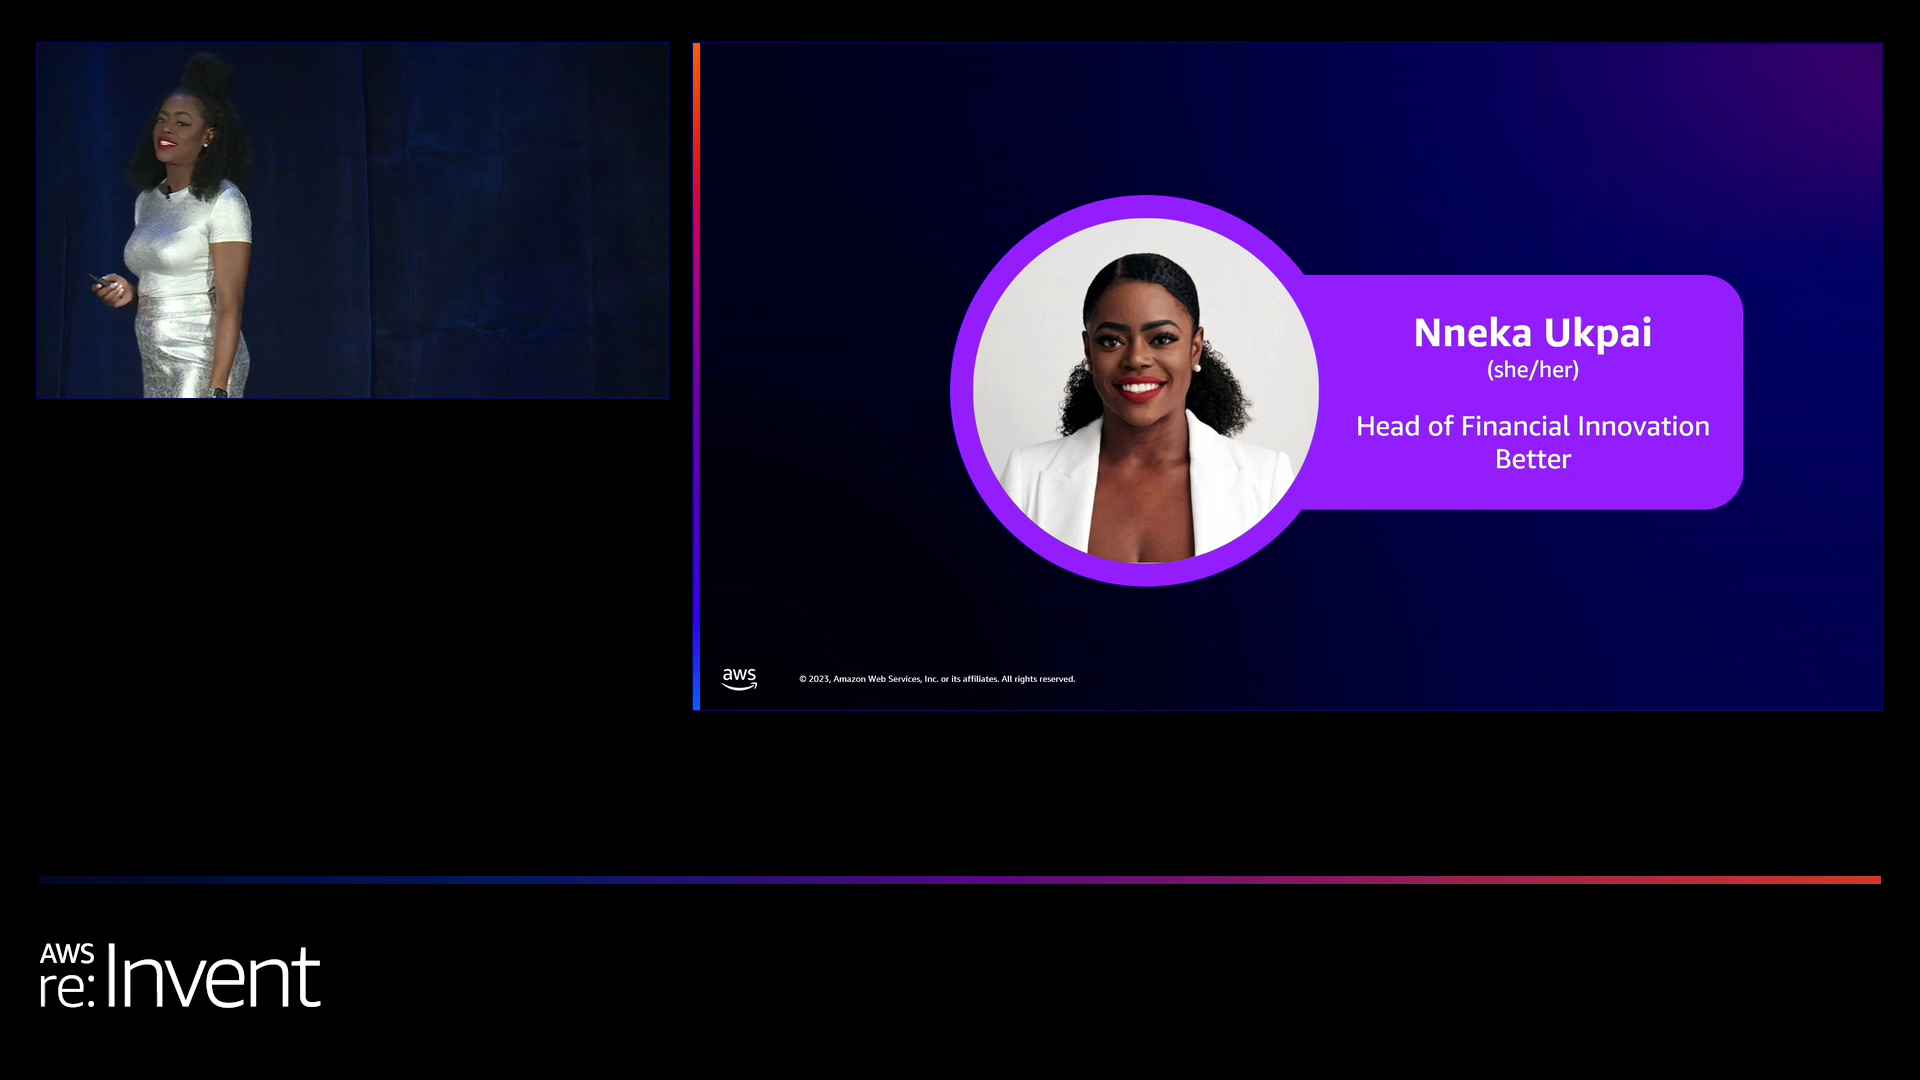 Nneka Ukpai
(she/her)
Head of Financial Innovation
Better
aws
© 2023, Amazon Web Services, Inc. or its affiliates. All rights reserved.
AWS
re:Invent